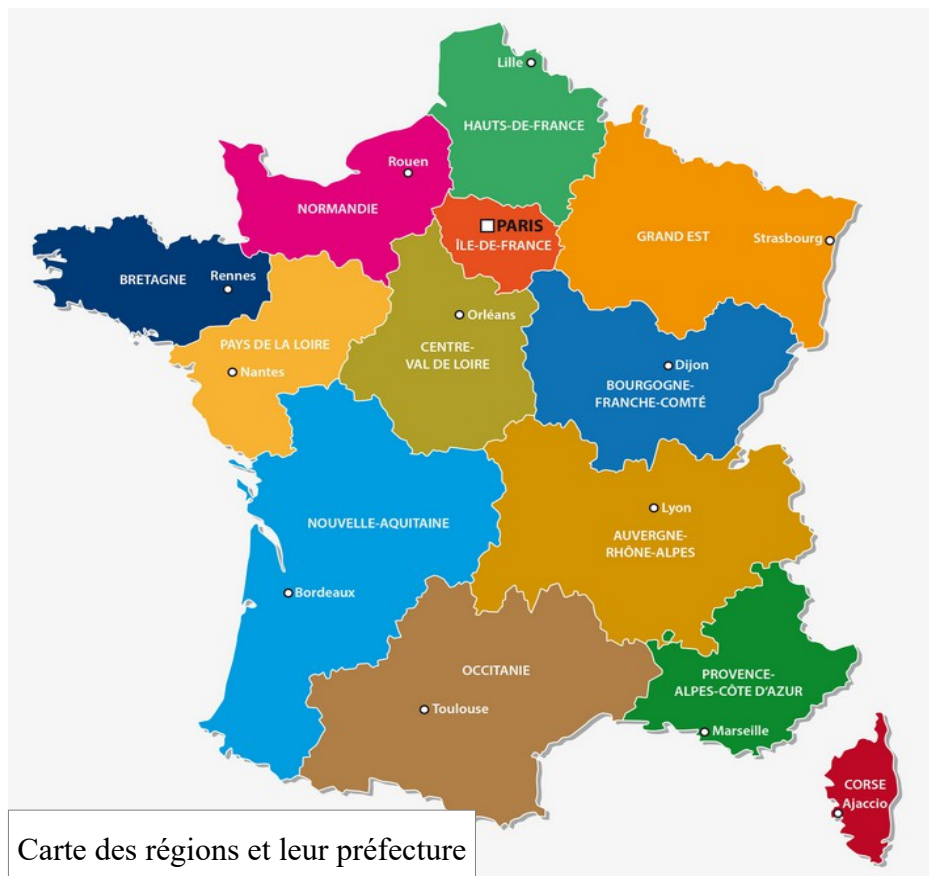 Lille
HAUTS-DE-FRANCE
Rouen
NORMANDIE
PARIS
ÎLE-DE-FRANCE
GRAND EST
Strasbourg
BRETAGNE
Rennes
Orléans
PAYS DE LA LOIRE
Nantes
CENTRE-
VAL DE LOIRE
Dijon
BOURGOGNE-
FRANCHE-COMTÉ
NOUVELLE-AQUITAINE
Bordeaux
Lyon
AUVERGNE-
RHÔNE-ALPES
OCCITANIE
Toulouse
PROVENCE-
ALPES-CÔTE D'AZUR
Marseille
CORSE
Ajaccio
Carte des régions et leur préfecture